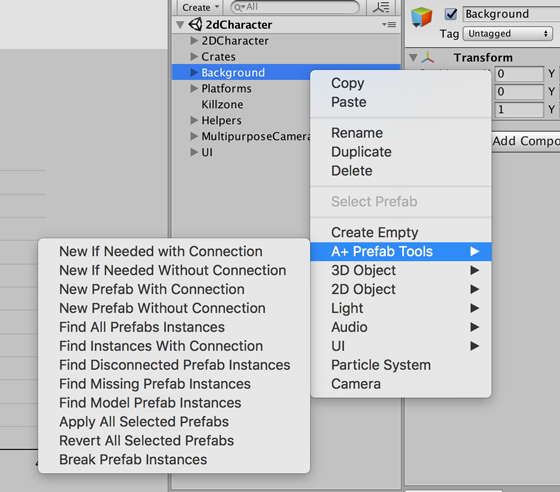 Create
All
Background
Tag Untagged
2dCharacter
2DCharacter
Crates
Background
Platforms
Killzone
Helpers
MultipurposeCamera
UI
Transform
0 Y
0 Y
1 Y
Add Compo
Copy
Paste
Rename
Duplicate
Delete
Select Prefab
Create Empty
A+ Prefab Tools
3D Object
2D Object
Light
Audio
UI
Particle System
Camera
New If Needed with Connection
New If Needed Without Connection
New Prefab With Connection
New Prefab Without Connection
Find All Prefabs Instances
Find Instances With Connection
Find Disconnected Prefab Instances
Find Missing Prefab Instances
Find Model Prefab Instances
Apply All Selected Prefabs
Revert All Selected Prefabs
Break Prefab Instances